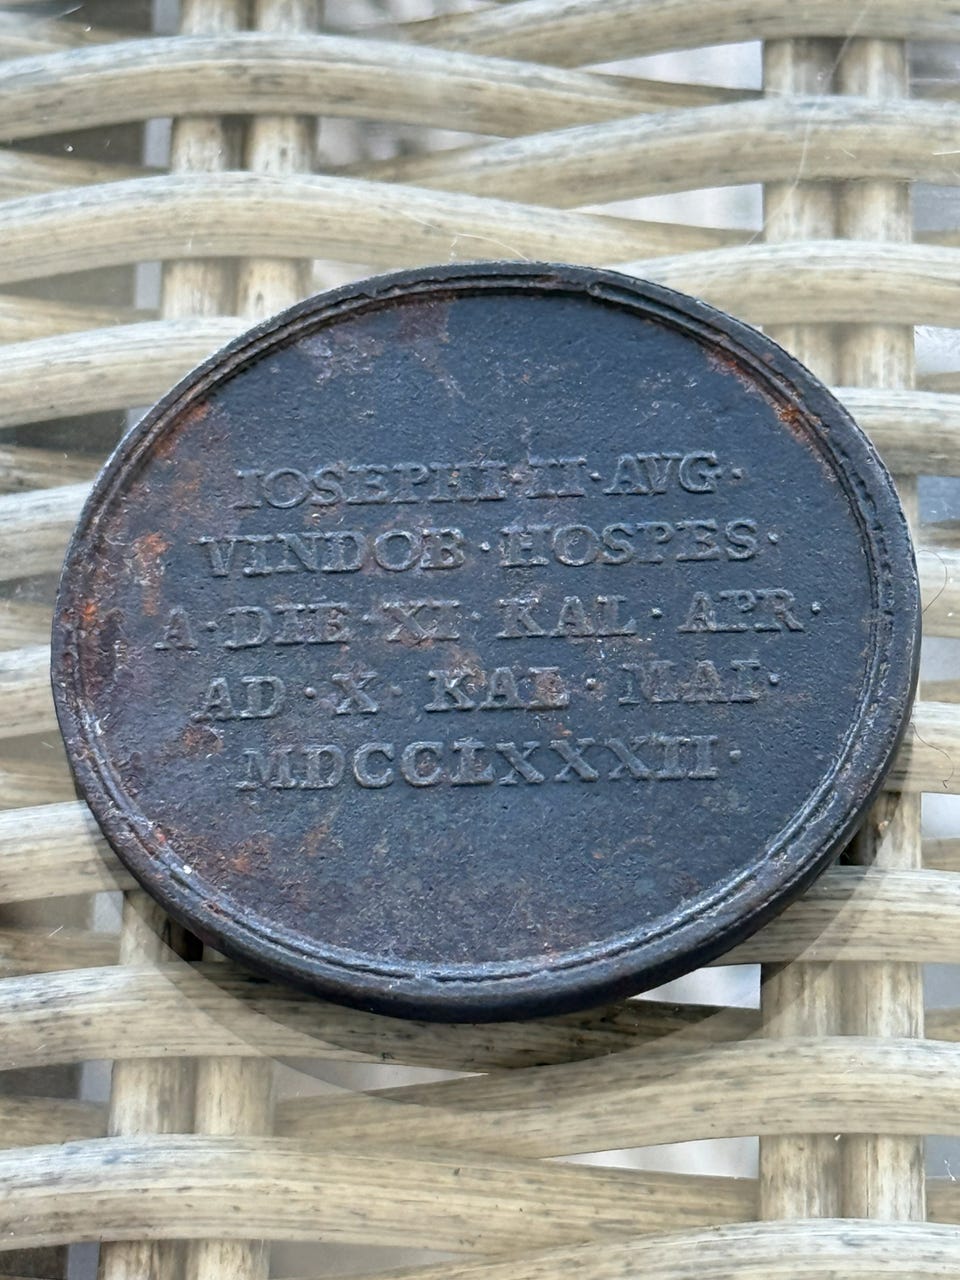 IOSEPHI·II·AVG·
VINDOB·HOSPES·
A·DIE·XI·KAL·APR·
AD·X·KAL·MAI·
MDCCLXXXII·